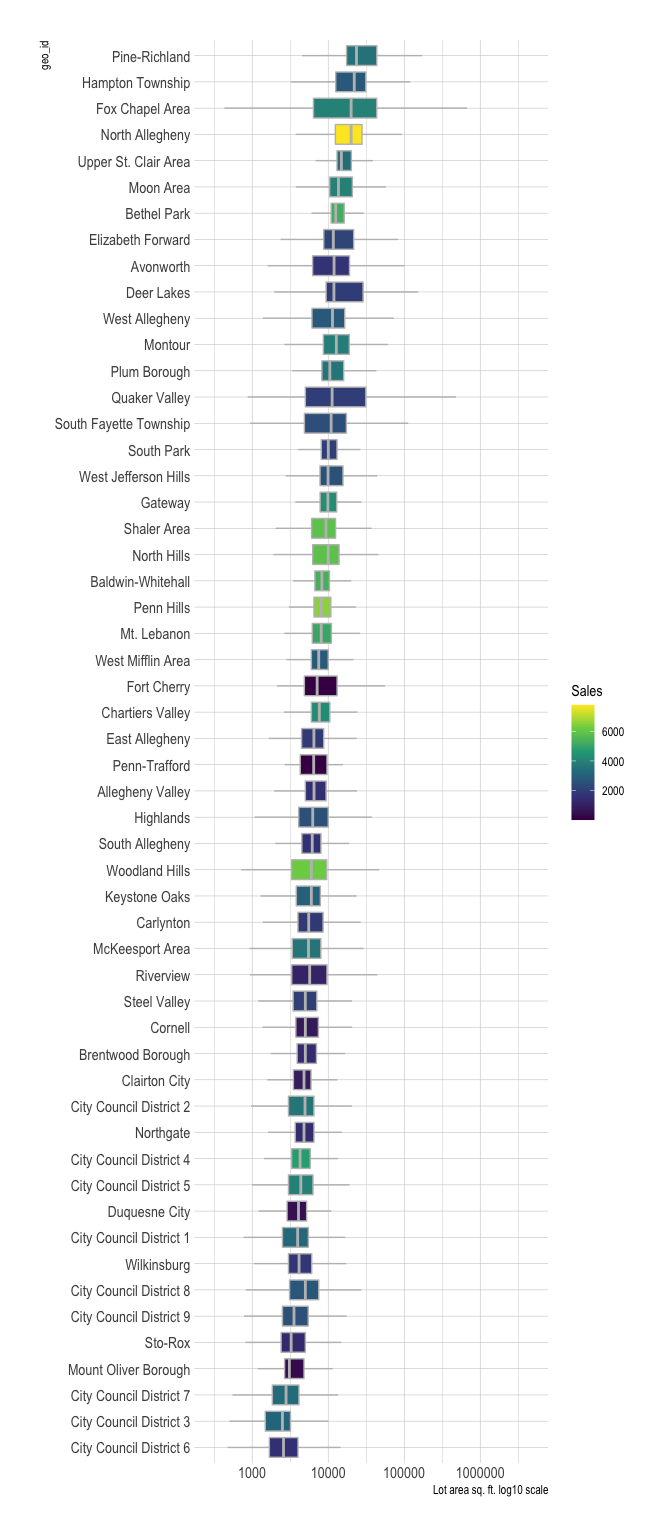 geo_id
Pine-Richland
Hampton Township
Fox Chapel Area
North Allegheny
Upper St. Clair Area
Moon Area
Bethel Park
Elizabeth Forward
Avonworth
Deer Lakes
West Allegheny
Montour
Plum Borough
Quaker Valley
South Fayette Township
South Park
West Jefferson Hills
Gateway
Shaler Area
North Hills
Baldwin-Whitehall
Penn Hills
Mt. Lebanon
West Mifflin Area
Fort Cherry
Chartiers Valley
East Allegheny
Penn-Trafford
Allegheny Valley
Highlands
South Allegheny
Woodland Hills
Keystone Oaks
Carlynton
McKeesport Area
Riverview
Steel Valley
Cornell
Brentwood Borough
Clairton City
City Council District 2
Northgate
City Council District 4
City Council District 5
Duquesne City
City Council District 1
Wilkinsburg
City Council District 8
City Council District 9
Sto-Rox
Mount Oliver Borough
City Council District 7
City Council District 3
City Council District 6
1000 10000 100000 1000000
Lot area sq. ft. log10 scale
Sales
6000
4000
2000